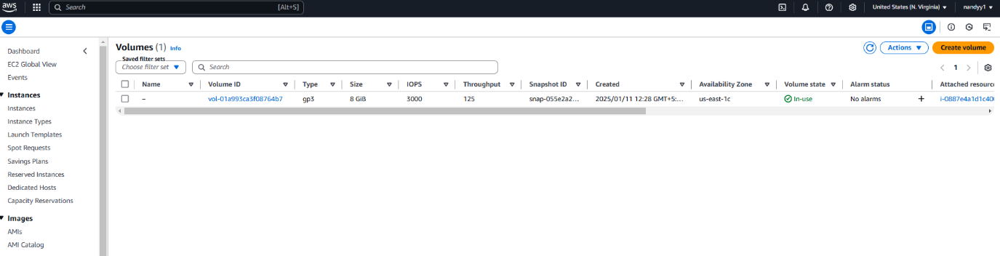 aws Search [Alt+S] United States (N. Virginia) nandyy1
Volumes (1) Info Actions Create volume
Saved filter sets
Choose filter set Search 1
Name Volume ID Type Size IOPS Throughput Snapshot ID Created Availability Zone Volume state Alarm status Attached resourc
– vol-01a993ca3f08764b7 gp3 8 GiB 3000 125 snap-055e2a2... 2025/01/11 12:28 GMT+5:... us-east-1c In-use No alarms + i-0887e4a1d1c400
Dashboard
EC2 Global View
Events
Instances
Instances
Instance Types
Launch Templates
Spot Requests
Savings Plans
Reserved Instances
Dedicated Hosts
Capacity Reservations
Images
AMIs
AMI Catalog